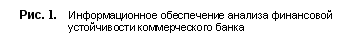 Рис. 1. Информационное обеспечение анализа финансовой
устойчивости коммерческого банка